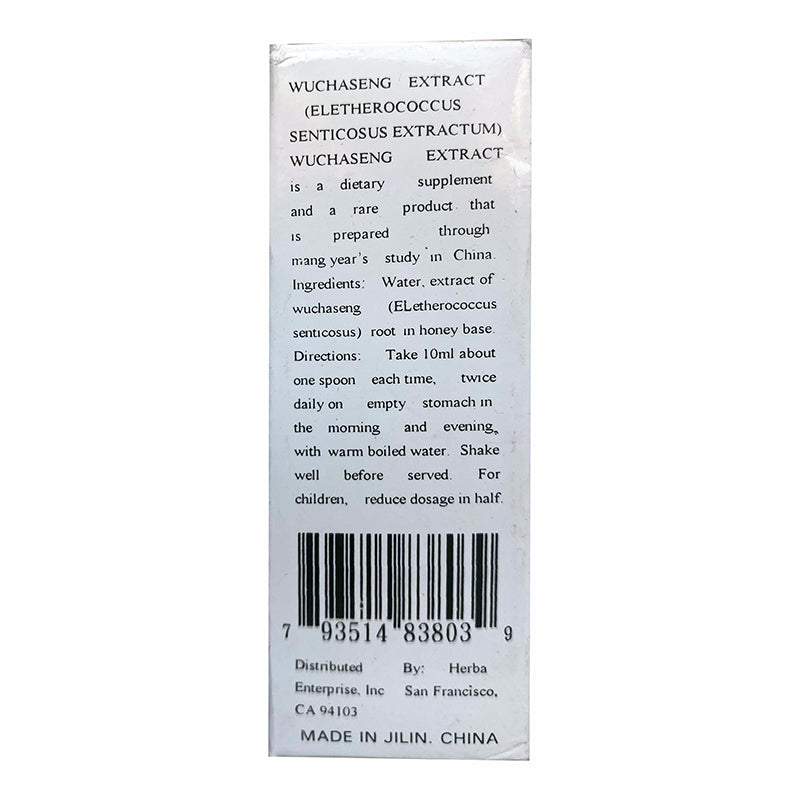 WUCHASENG EXTRACT
(ELETHEROCOCCUS
SENTICOSUS EXTRACTUM)
WUCHASENG EXTRACT
is a dietary supplement
and a rare product that
is prepared through
mang year's study in China.
Ingredients: Water, extract of
wuchaseng (ELetherococcus
senticosus) root in honey base.
Directions: Take 10ml about
one spoon each time, twice
daily on empty stomach in
the morning and evening,
with warm boiled water. Shake
well before served. For
children, reduce dosage in half.
7 93514 83803 9
Distributed By: Herba
Enterprise, Inc San Francisco,
CA 94103
MADE IN JILIN. CHINA